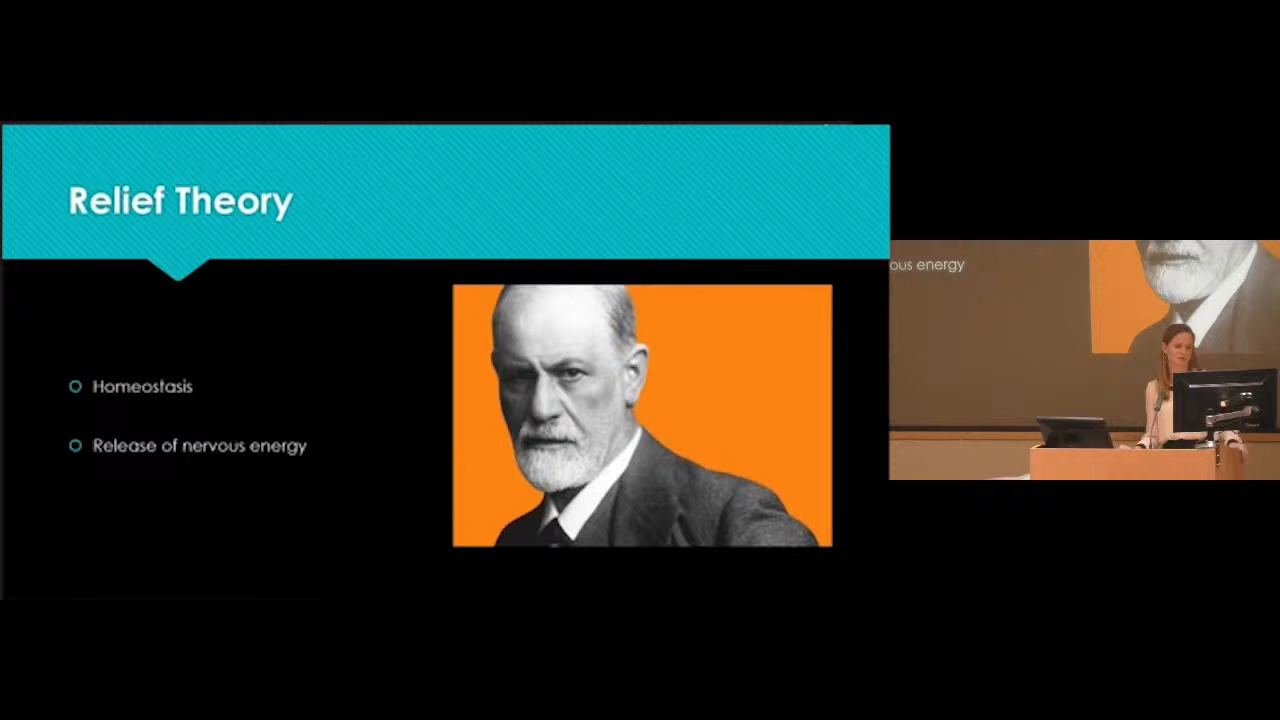 Relief Theory
Homeostasis
Release of nervous energy
ous energy